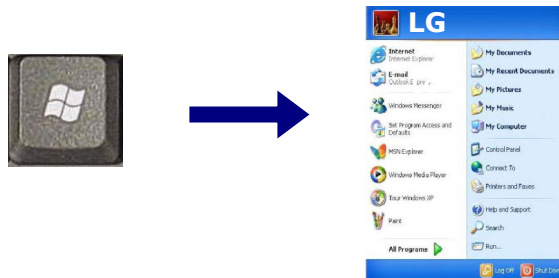 LG
Internet
Internet Explorer
E-mail
Outlook E
Windows Messenger
Set Program Access and
Defaults
MSN Explorer
Windows Media Player
Tour Windows XP
Paint
All Programs
My Documents
My Recent Documents
My Pictures
My Music
My Computer
Control Panel
Connect To
Printers and Faxes
Help and Support
Search
Run...
Log Off
Shut Dow